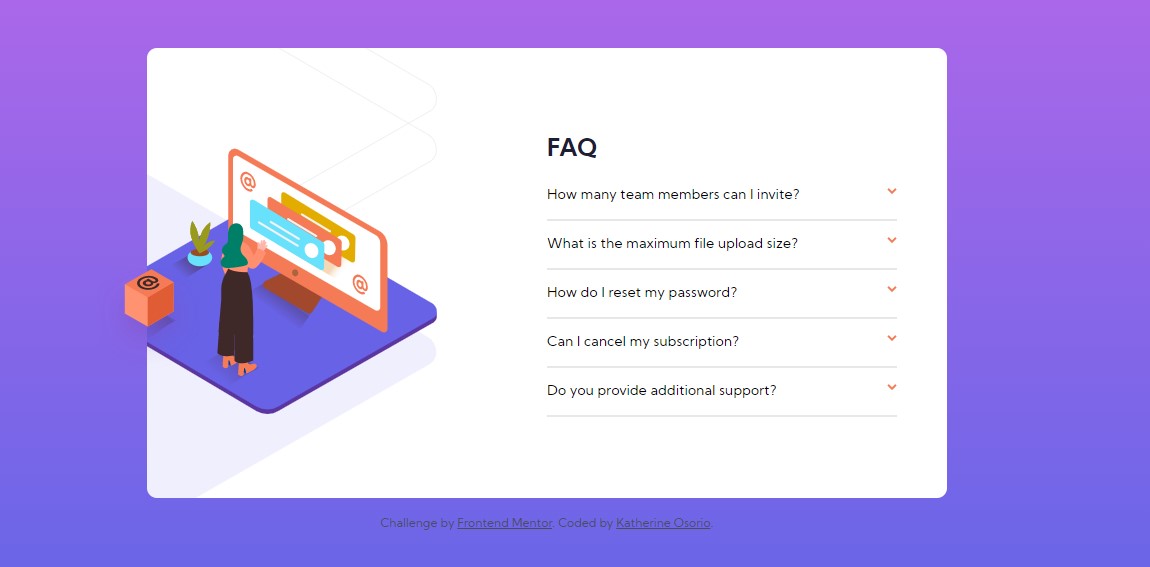 FAQ
How many team members can I invite?
What is the maximum file upload size?
How do I reset my password?
Can I cancel my subscription?
Do you provide additional support?
Challenge by Frontend Mentor. Coded by Katherine Osorio.
@
@
@